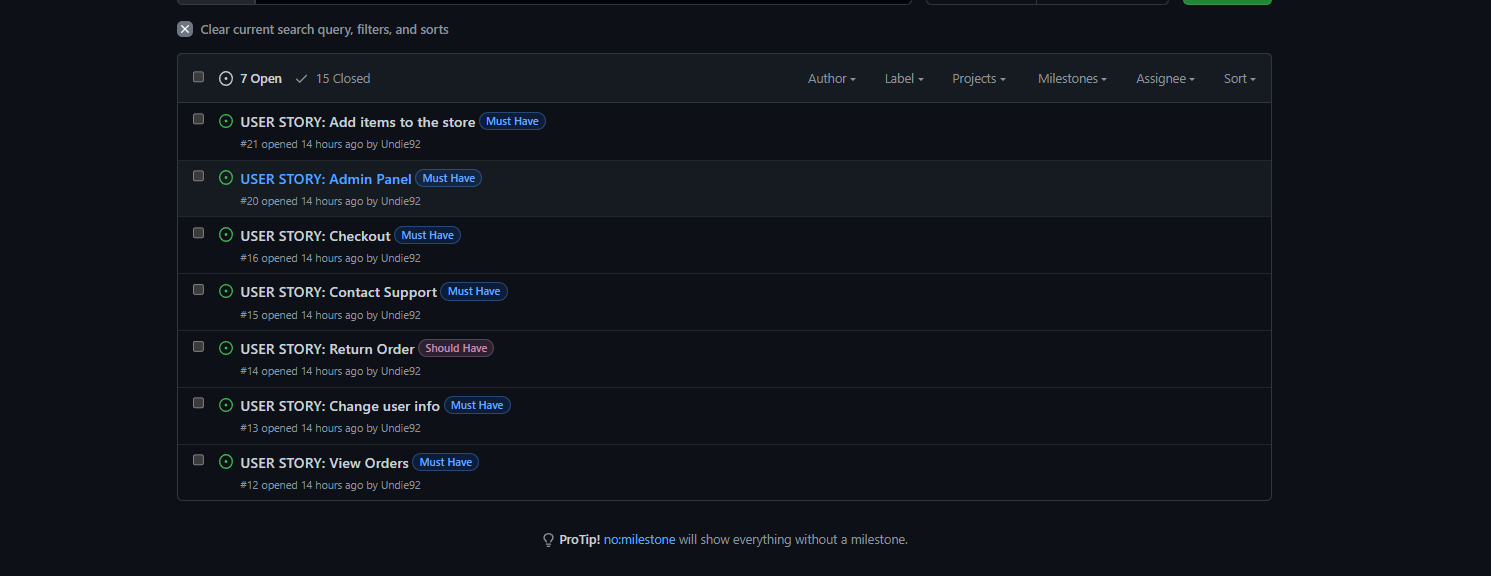 Clear current search query, filters, and sorts
7 Open 15 Closed Author Label Projects Milestones Assignee Sort
USER STORY: Add items to the store Must Have
#21 opened 14 hours ago by Undie92
USER STORY: Admin Panel Must Have
#20 opened 14 hours ago by Undie92
USER STORY: Checkout Must Have
#16 opened 14 hours ago by Undie92
USER STORY: Contact Support Must Have
#15 opened 14 hours ago by Undie92
USER STORY: Return Order Should Have
#14 opened 14 hours ago by Undie92
USER STORY: Change user info Must Have
#13 opened 14 hours ago by Undie92
USER STORY: View Orders Must Have
#12 opened 14 hours ago by Undie92
ProTip! no:milestone will show everything without a milestone.